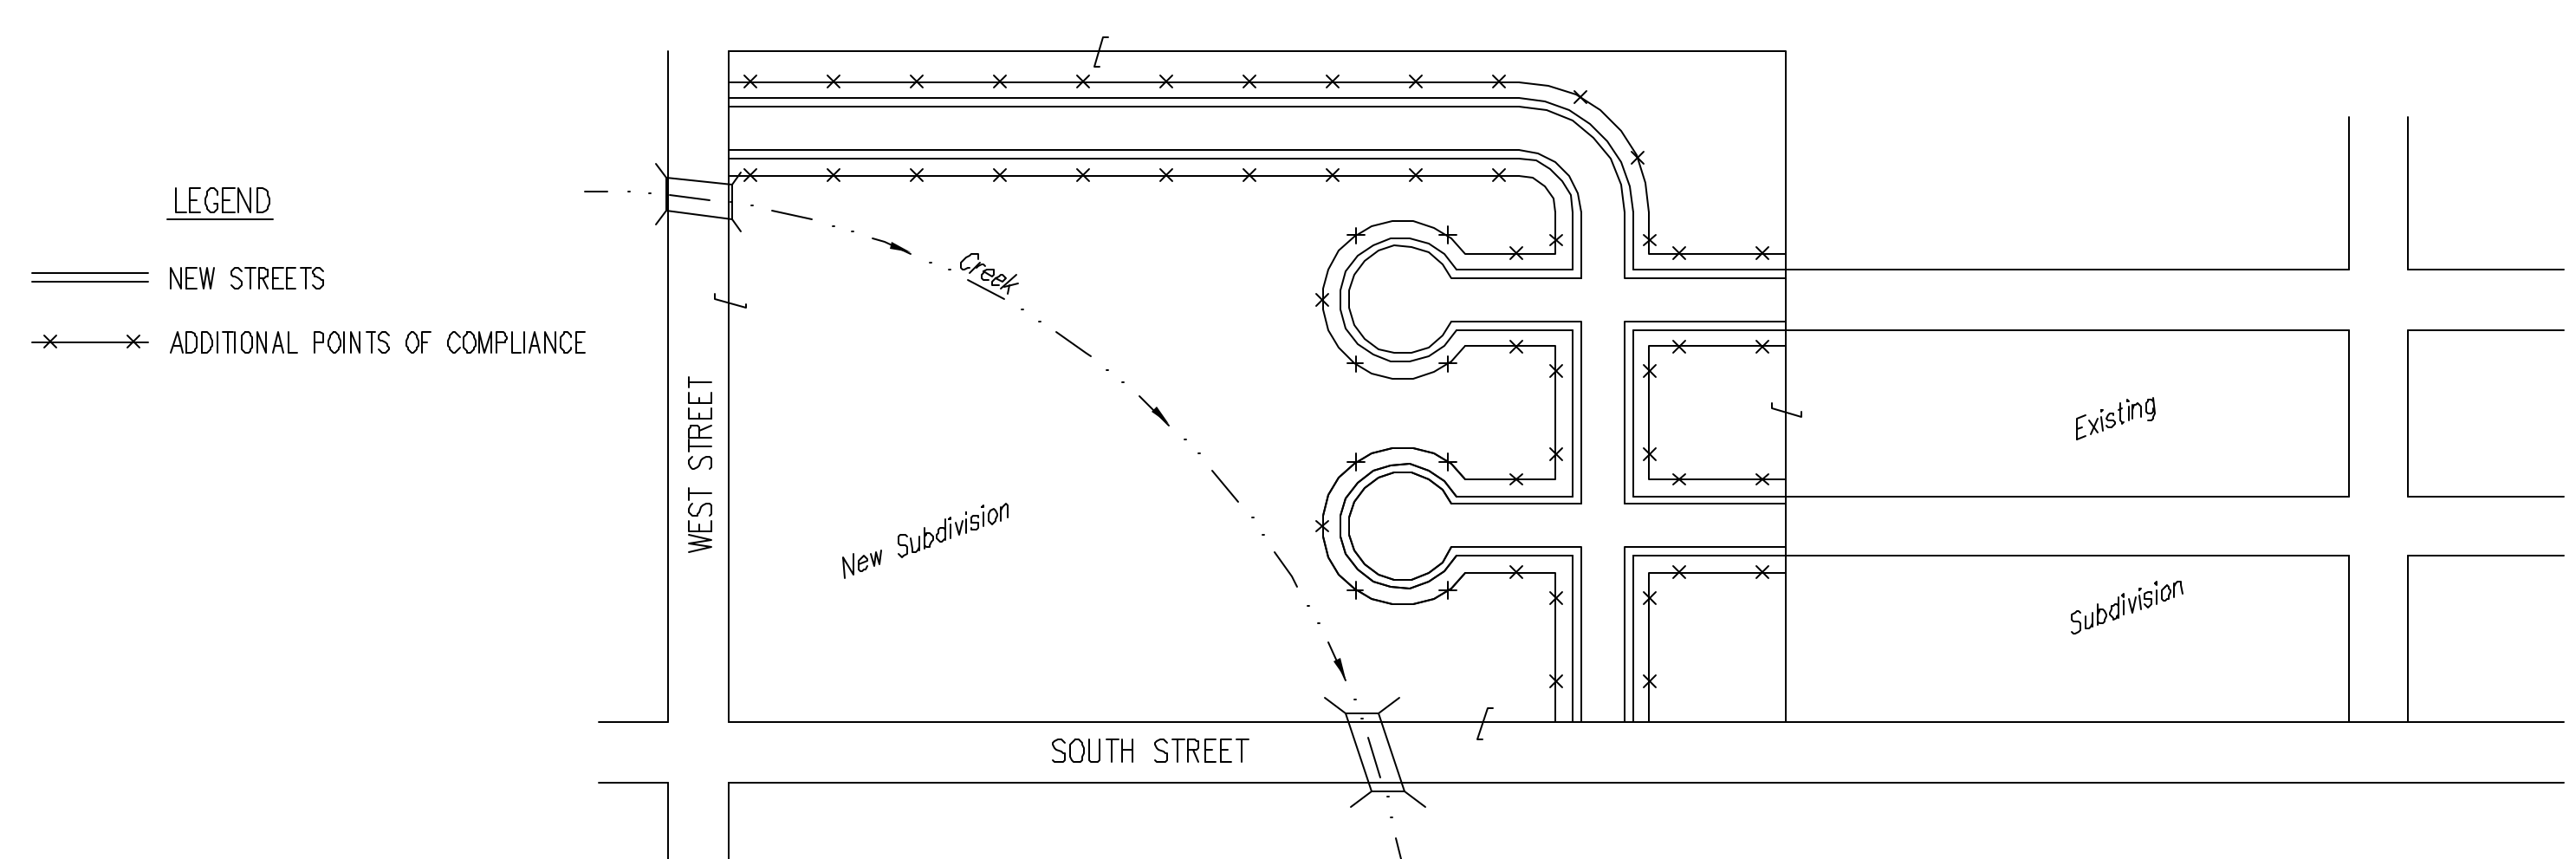 LEGEND
NEW STREETS
ADDITIONAL POINTS OF COMPLIANCE
WEST STREET
Creek
New Subdivision
SOUTH STREET
Existing
Subdivision